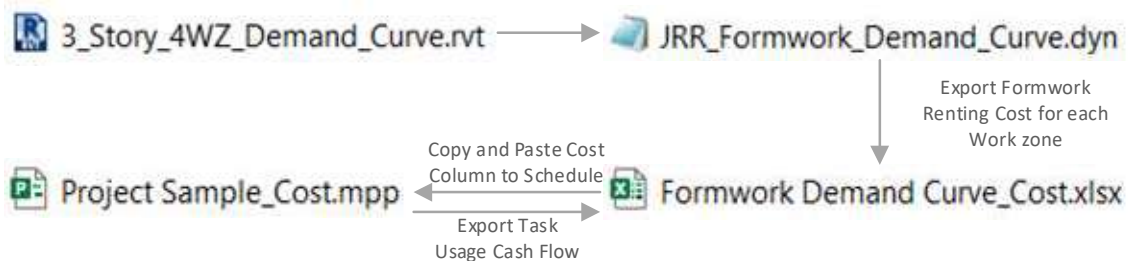 3_Story_4WZ_Demand_Curve.rvt
JRR_Formwork_Demand_Curve.dyn
Export Formwork
Renting Cost for each
Work zone
Copy and Paste Cost
Column to Schedule
Project Sample_Cost.mpp
Formwork Demand Curve_Cost.xlsx
Export Task
Usage Cash Flow